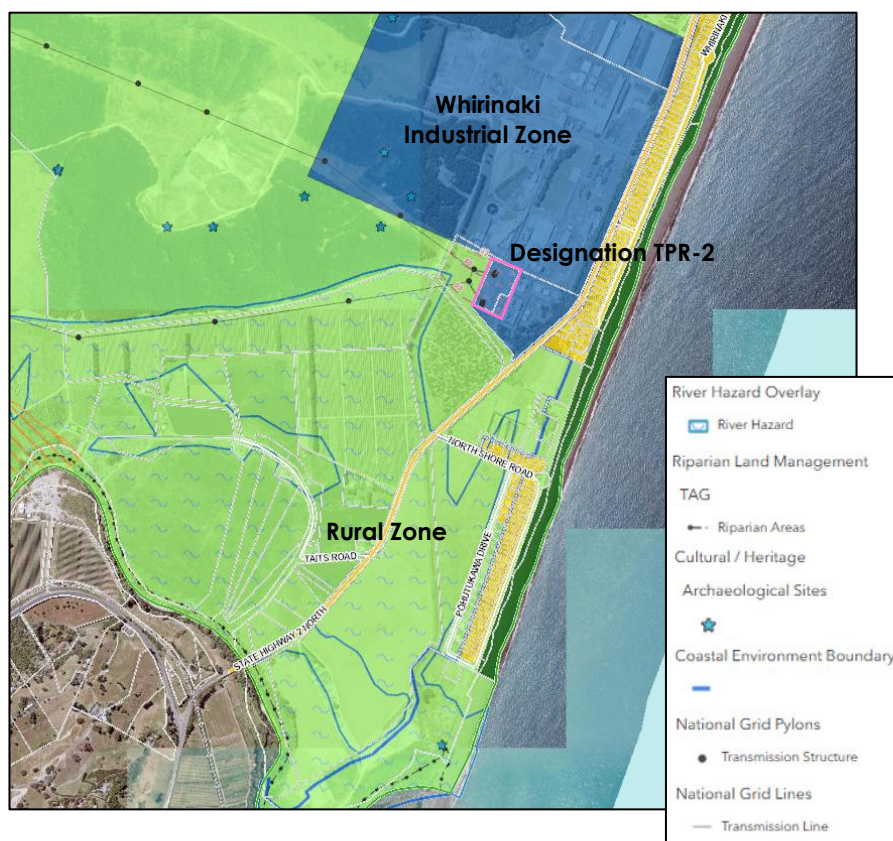 Whirinaki
Industrial Zone
WHIRINAKI
Designation TPR-2
NORTH SHORE ROAD
Rural Zone
TAITS ROAD
POHUTUKAWA DRIVE
STATE HIGHWAY 2 NORTH
River Hazard Overlay
River Hazard
Riparian Land Management
TAG
Riparian Areas
Cultural / Heritage
Archaeological Sites
Coastal Environment Boundary
National Grid Pylons
Transmission Structure
National Grid Lines
Transmission Line